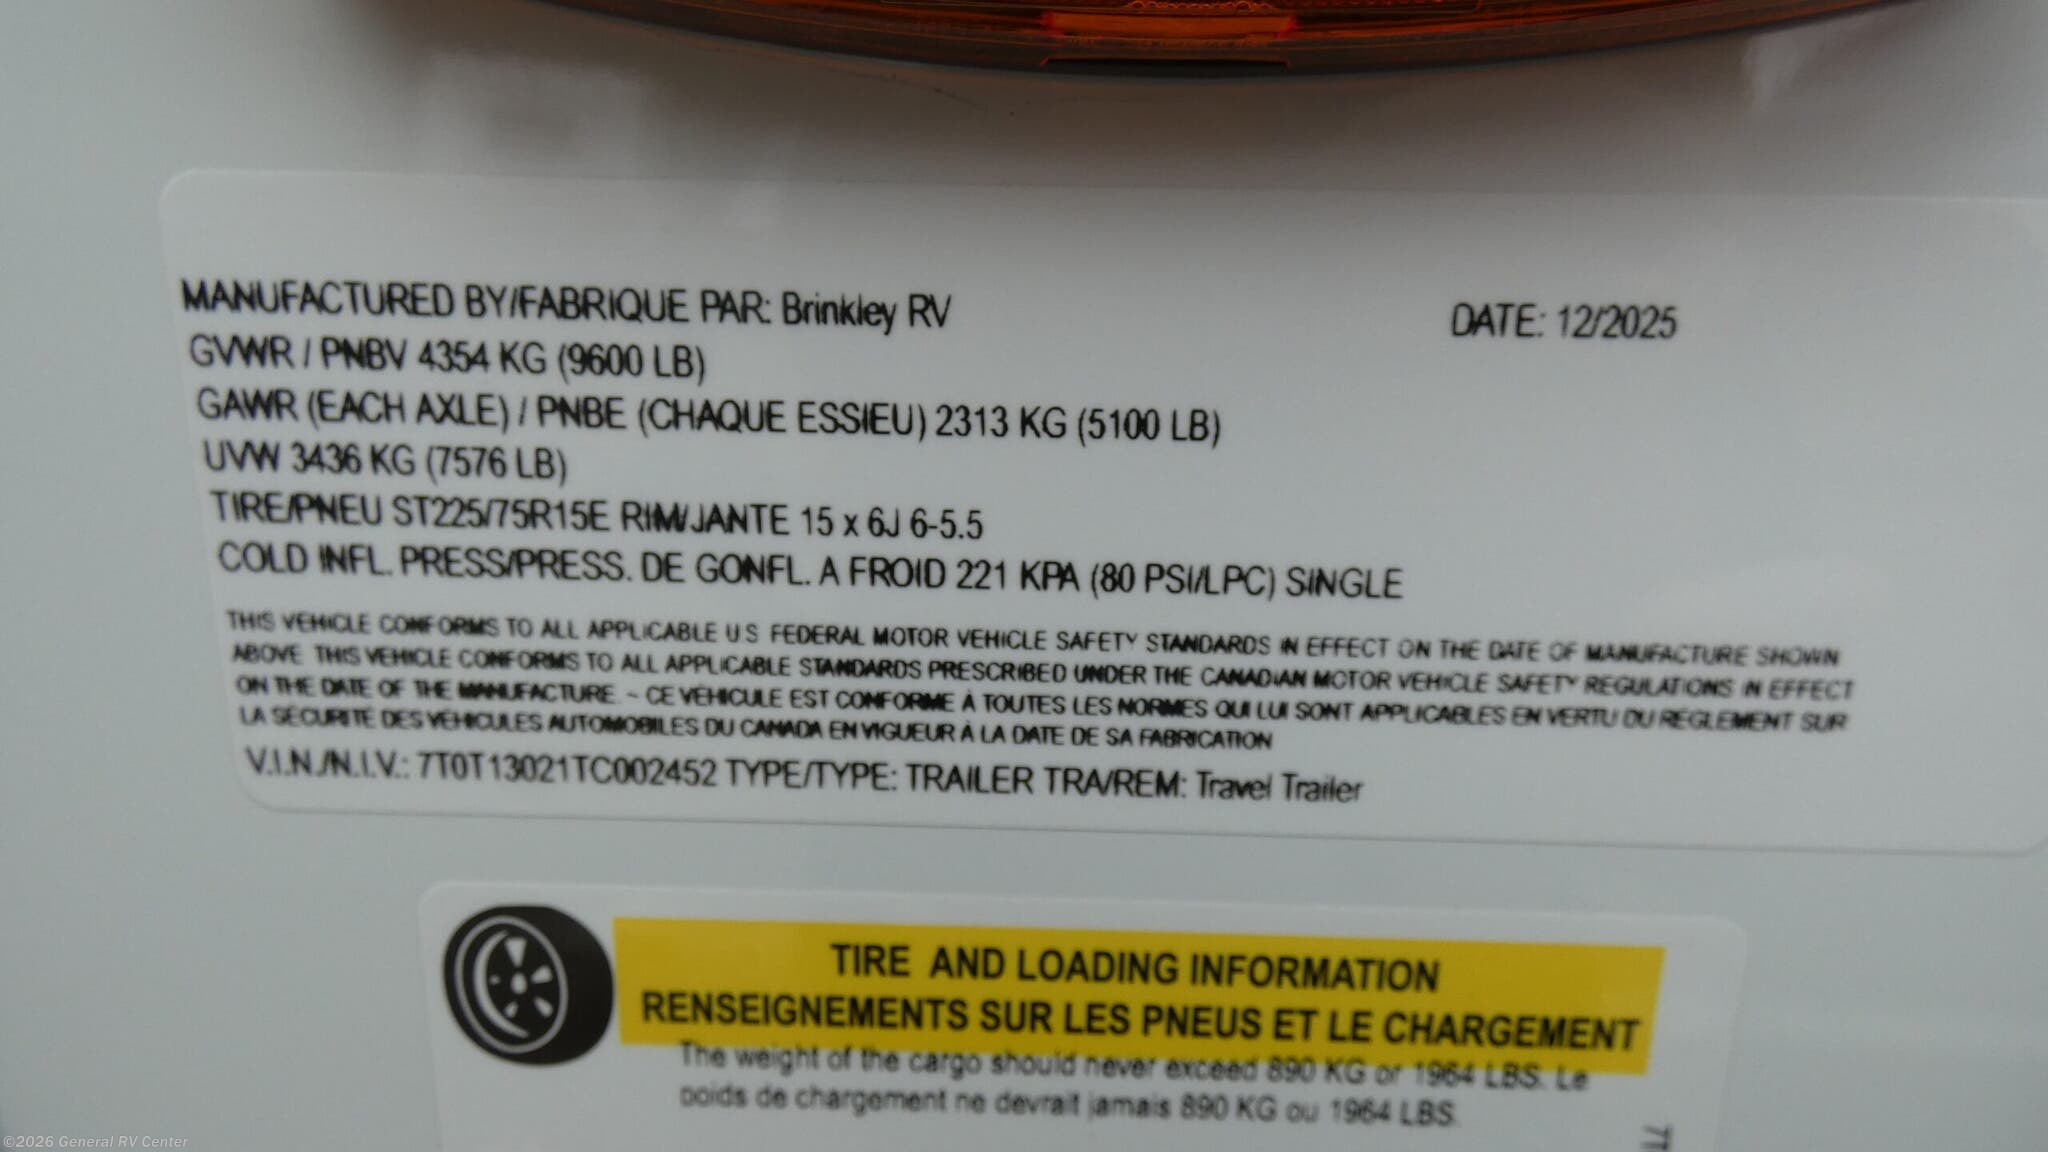 MANUFACTURED BY/FABRIQUE PAR: Brinkley RV DATE: 12/2025
GVWR / PNBV 4354 KG (9600 LB)
GAWR (EACH AXLE) / PNBE (CHAQUE ESSIEU) 2313 KG (5100 LB)
UVW 3436 KG (7576 LB)
TIRE/PNEU ST225/75R15E RIM/JANTE 15 x 6J 6-5.5
COLD INFL. PRESS/PRESS. DE GONFL. A FROID 221 KPA (80 PSI/LPC) SINGLE
THIS VEHICLE CONFORMS TO ALL APPLICABLE U S FEDERAL MOTOR VEHICLE SAFETY STANDARDS IN EFFECT ON THE DATE OF MANUFACTURE SHOWN
ABOVE THIS VEHICLE CONFORMS TO ALL APPLICABLE STANDARDS PRESCRIBED UNDER THE CANADIAN MOTOR VEHICLE SAFETY REGULATIONS IN EFFECT
ON THE DATE OF THE MANUFACTURE. ~ CE VEHICULE EST CONFORME À TOUTES LES NORMES QUI LUI SONT APPLICABLES EN VERTU DU REGLEMENT SUR
LA SÉCURITÉ DES VÉHICULES AUTOMOBILES DU CANADA EN VIGUEUR À LA DATE DE SA FABRICATION
V.I.N./N.I.V.: 7T0T13021TC002452 TYPE/TYPE: TRAILER TRA/REM: Travel Trailer
TIRE AND LOADING INFORMATION
RENSEIGNEMENTS SUR LES PNEUS ET LE CHARGEMENT
The weight of the cargo should never exceed 890 KG or 1964 LBS. Le
poids de chargement ne devrait jamais 890 KG ou 1964 LBS.
©2026 General RV Center